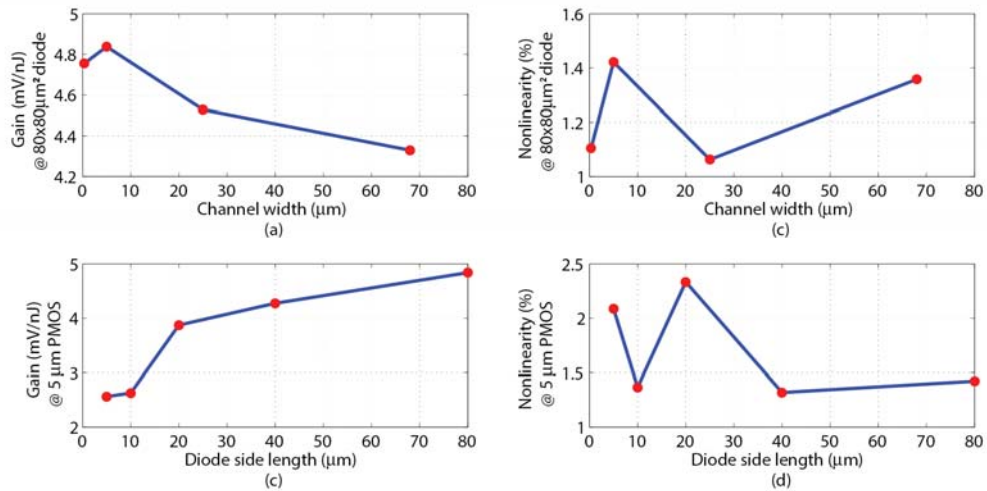 Gain (mV/nJ)
@ 80x80μm² diode
5
4.8
4.6
4.4
4.2
0 10 20 30 40 50 60 70 80
Channel width (μm)
(a)
Nonlinearity (%)
@ 80x80μm² diode
1.6
1.4
1.2
1
0 10 20 30 40 50 60 70 80
Channel width (μm)
(c)
Gain (mV/nJ)
@ 5 μm PMOS
5
4
3
2
0 10 20 30 40 50 60 70 80
Diode side length (μm)
(c)
Nonlinearity (%)
@ 5 μm PMOS
2.5
2
1.5
1
0 10 20 30 40 50 60 70 80
Diode side length (μm)
(d)